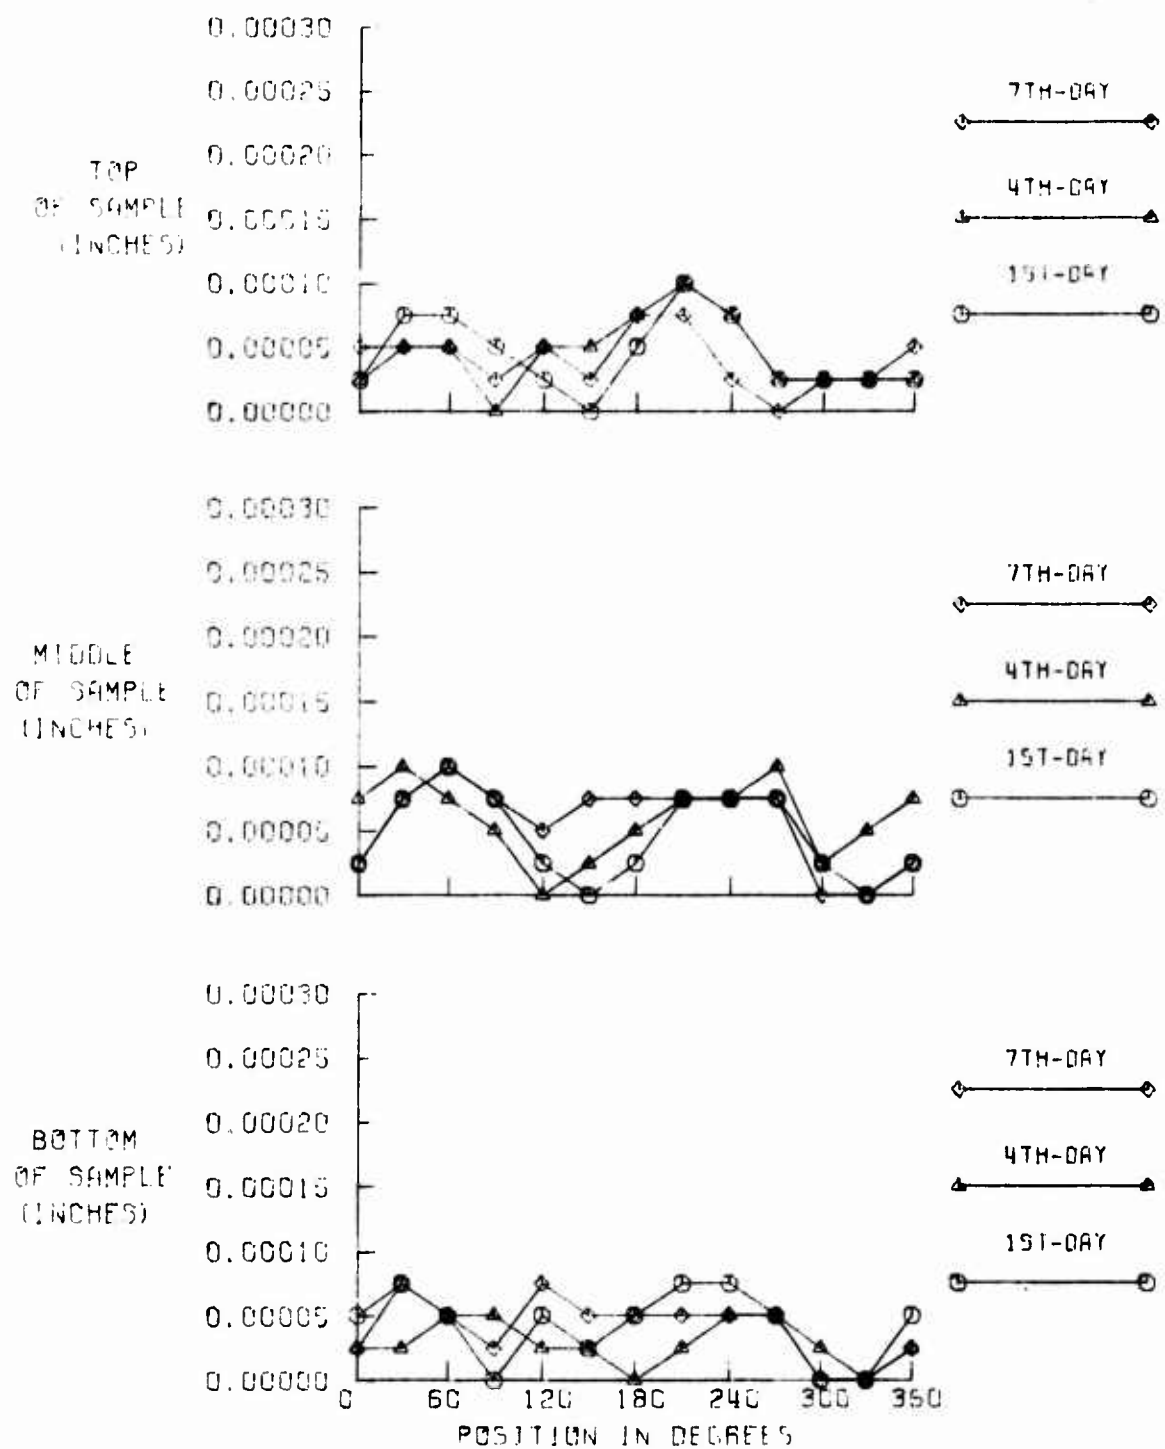 0.00030
0.00025
0.00020
0.00015
0.00010
0.00005
0.00000
TOP
OF SAMPLE
(INCHES)
7TH-DAY
4TH-DAY
1ST-DAY
0.00030
0.00025
0.00020
0.00015
0.00010
0.00005
0.00000
MIDDLE
OF SAMPLE
(INCHES)
7TH-DAY
4TH-DAY
1ST-DAY
0.00030
0.00025
0.00020
0.00015
0.00010
0.00005
0.00000
BOTTOM
OF SAMPLE
(INCHES)
7TH-DAY
4TH-DAY
1ST-DAY
0 60 120 180 240 300 360
POSITION IN DEGREES